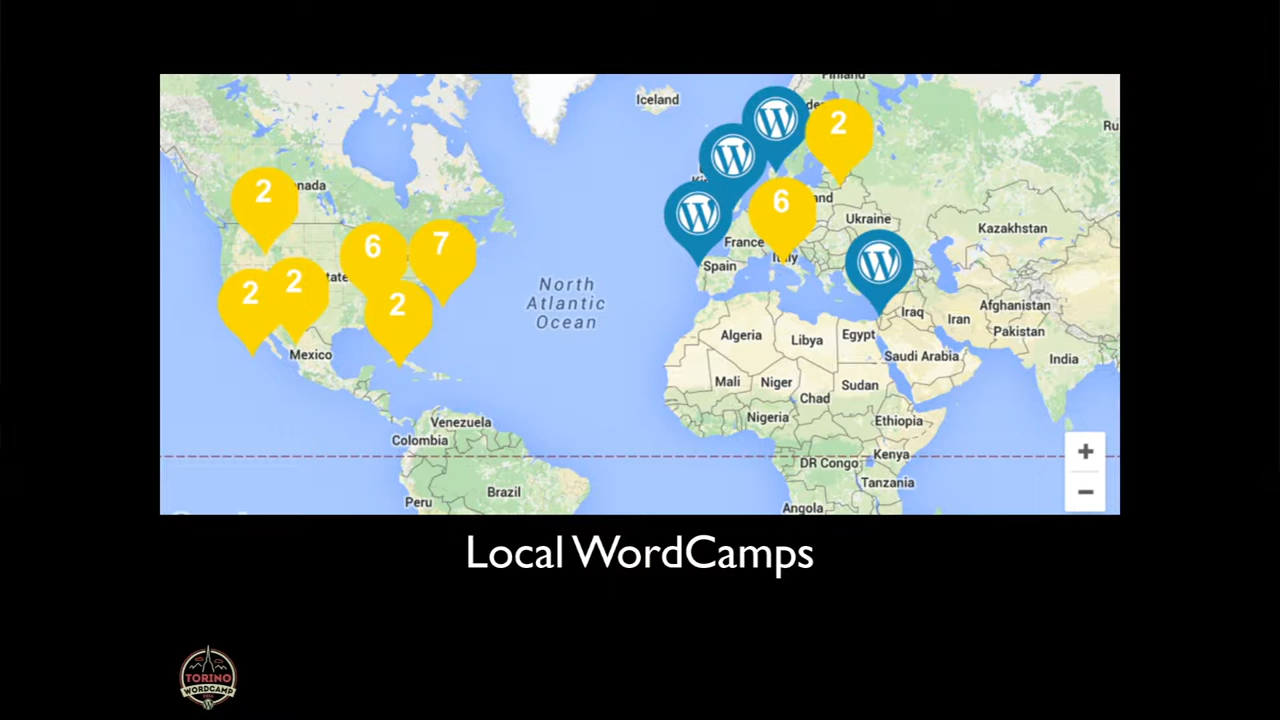 Finland
Iceland
2
2
nada
6
and
Ukraine
6
7
France
Kazakhstan
2
2
Italy
Spain
2
North
Atlantic
Ocean
Iraq
Iran
Afghanistan
Pakistan
Algeria
Libya
Egypt
Mexico
Saudi Arabia
India
Mali
Niger
Sudan
Chad
Nigeria
Ethiopia
Venezuela
Colombia
Kenya
DR Congo
Tanzania
Brazil
Peru
Angola
+
−
Local WordCamps
TORINO
WORDCAMP